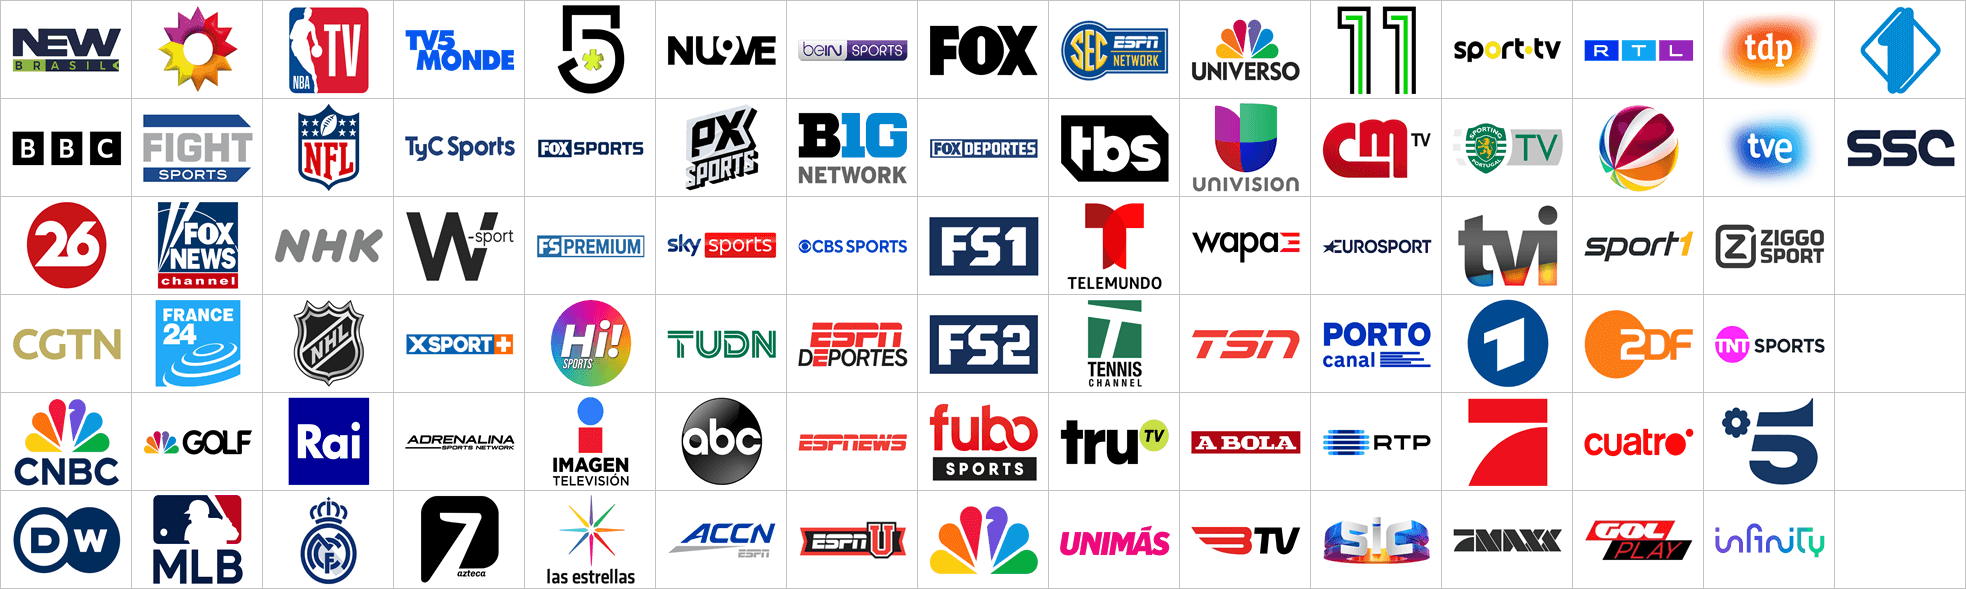 NEW
BRASIL
NBA
TV
TV5
MONDE
5
NU9VE
beIN SPORTS
FOX
SEC ESPN
NETWORK
UNIVERSO
11
sport·tv
RTL
tdp
1
BBC
FIGHT
SPORTS
NFL
TyC Sports
FOX SPORTS
PX
SPORTS
B1G
NETWORK
FOX DEPORTES
tbs
UNIVISION
CM TV
SPORTING
PORTUGAL
TV
tve
SSC
26
FOX
NEWS
channel
NHK
W-sport
FS PREMIUM
sky sports
CBS SPORTS
FS1
TELEMUNDO
wapa
EUROSPORT
tvi
sport1
Z ZIGGO
SPORT
CGTN
FRANCE
24
NHL
XSPORT+
Hi!
SPORTS
TUDN
ESPN
DEPORTES
FS2
T
TENNIS
CHANNEL
TSN
PORTO
canal
1
2DF
TNT SPORTS
CNBC
GOLF
Rai
ADRENALINA
SPORTS NETWORK
IMAGEN
TELEVISIÓN
abc
ESPNEWS
fubo
SPORTS
truTV
A BOLA
RTP
7
cuatro
5
DW
MLB
7
azteca
las estrellas
ACCN
ESPN
ESPN U
UNIMÁS
BTV
SIC
7MAXX
GOL
PLAY
infinity